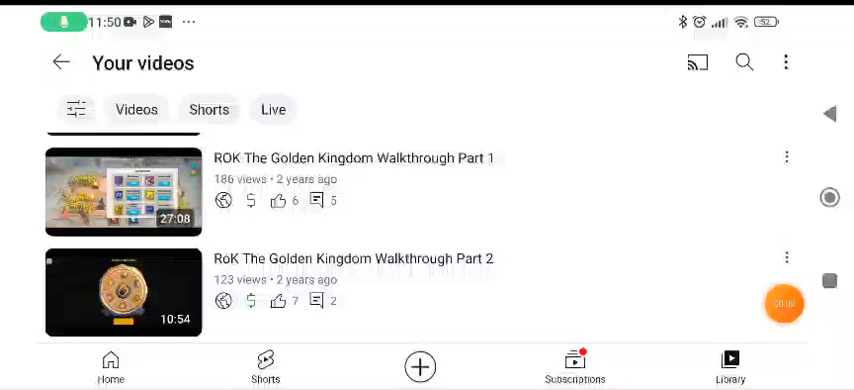 11:50
52
Your videos
Videos
Shorts
Live
ROK The Golden Kingdom Walkthrough Part 1
186 views • 2 years ago
$ 6 5
27:08
RoK The Golden Kingdom Walkthrough Part 2
123 views • 2 years ago
$ 7 2
10:54
Home
Shorts
Subscriptions
Library